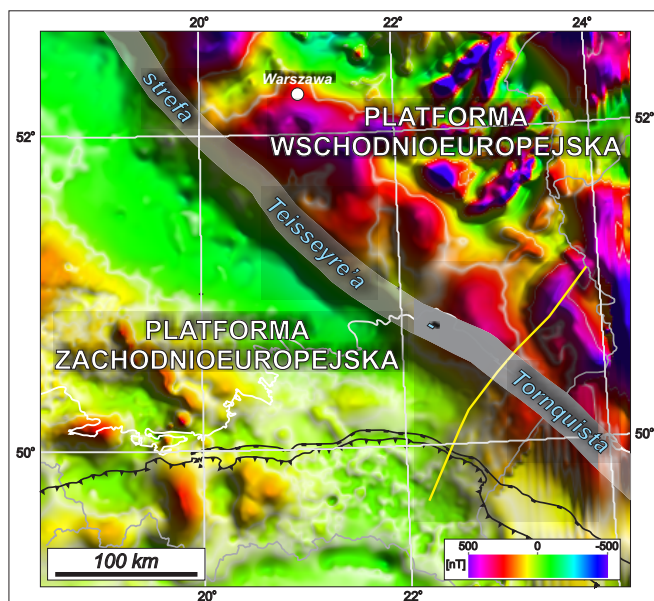 20° 22° 24°
Warszawa
strefa
PLATFORMA
WSCHODNIOEUROPEJSKA
52° 52°
Teisseyre'a
PLATFORMA
ZACHODNIOEUROPEJSKA
Tornquista
50° 50°
100 km
500 0 -500
[nT]
20° 22°